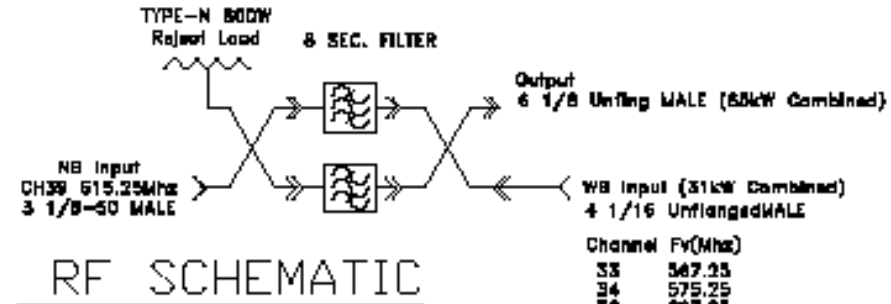 TYPE-N 800W
Reject Load
6 SEC. FILTER
Output
6 1/8 Unflng MALE (65kW Combined)
NB Input
CH39 615.25Mhz
3 1/8-50 MALE
WB Input (31kW Combined)
4 1/16 UnflangedMALE
Channel Fv(Mhz)
33 567.25
34 575.25
RF SCHEMATIC